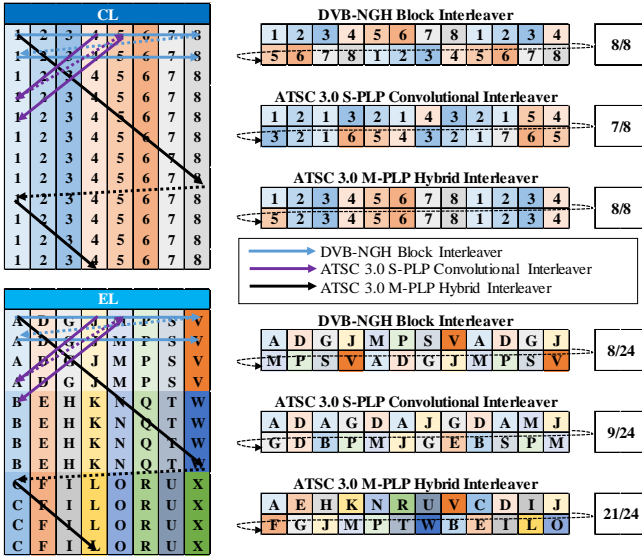 CL
1 2 3 4 5 6 7 8
1 2 3 4 5 6 7 8
1 2 3 4 5 6 7 8
1 2 3 4 5 6 7 8
1 2 3 4 5 6 7 8
1 2 3 4 5 6 7 8
1 2 3 4 5 6 7 8
1 2 3 4 5 6 7 8
1 2 3 4 5 6 7 8
1 2 3 4 5 6 7 8
1 2 3 4 5 6 7 8
1 2 3 4 5 6 7 8
DVB-NGH Block Interleaver
1 2 3 4 5 6 7 8 1 2 3 4
5 6 7 8 1 2 3 4 5 6 7 8
8/8
ATSC 3.0 S-PLP Convolutional Interleaver
1 2 1 3 2 1 4 3 2 1 5 4
3 2 1 6 5 4 3 2 1 7 6 5
7/8
ATSC 3.0 M-PLP Hybrid Interleaver
1 2 3 4 5 6 7 8 1 2 3 4
5 2 3 4 5 6 7 8 1 2 3 4
8/8
DVB-NGH Block Interleaver
ATSC 3.0 S-PLP Convolutional Interleaver
ATSC 3.0 M-PLP Hybrid Interleaver
EL
A D G J M P S V
A D G J M P S V
A D G J M P S V
A D G J M P S V
B E H K N Q T W
B E H K N Q T W
B E H K N Q T W
B E H K N Q T W
C F I L O R U X
C F I L O R U X
C F I L O R U X
C F I L O R U X
DVB-NGH Block Interleaver
A D G J M P S V A D G J
M P S V A D G J M P S V
8/24
ATSC 3.0 S-PLP Convolutional Interleaver
A D A G D A J G D A M J
G D B P M J G E B S P M
9/24
ATSC 3.0 M-PLP Hybrid Interleaver
A E H K N R U V C D I J
F G J M P T W B E I L O
21/24